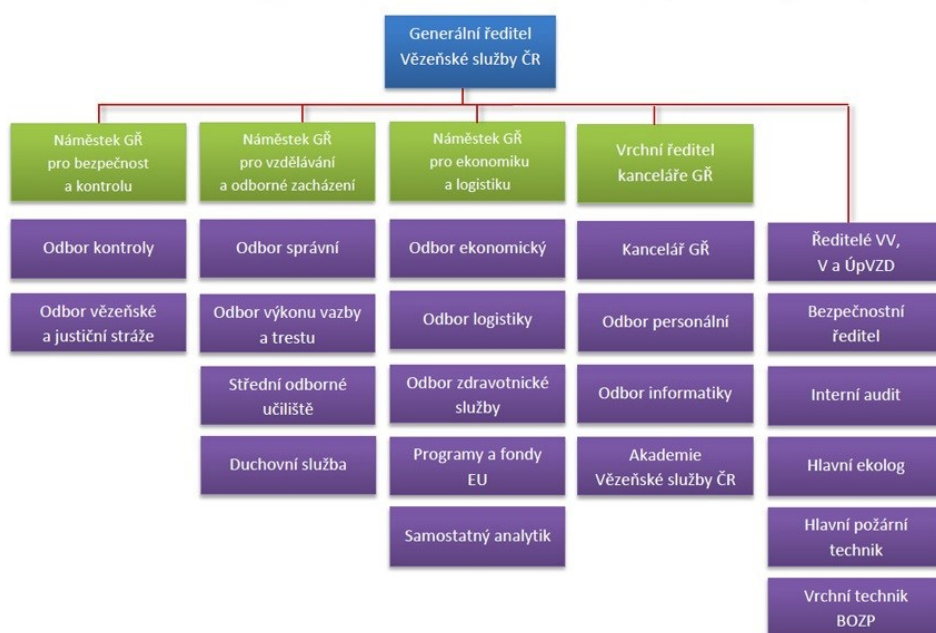 Generální ředitel
Vězeňské služby ČR
Náměstek GŘ
pro bezpečnost
a kontrolu
Odbor kontroly
Odbor vězeňské
a justiční stráže
Náměstek GŘ
pro vzdělávání
a odborné zacházení
Odbor správní
Odbor výkonu vazby
a trestu
Střední odborné
učiliště
Duchovní služba
Náměstek GŘ
pro ekonomiku
a logistiku
Odbor ekonomický
Odbor logistiky
Odbor zdravotnické
služby
Programy a fondy
EU
Samostatný analytik
Vrchní ředitel
kanceláře GŘ
Kancelář GŘ
Odbor personální
Odbor informatiky
Akademie
Vězeňské služby ČR
Ředitelé VV,
V a ÚpVZD
Bezpečnostní
ředitel
Interní audit
Hlavní ekolog
Hlavní požární
technik
Vrchní technik
BOZP